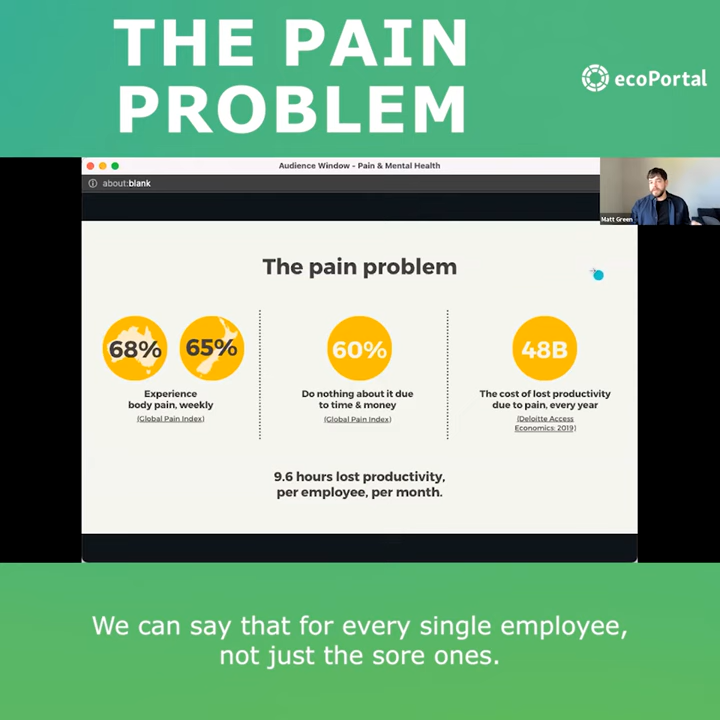 THE PAIN
PROBLEM
ecoPortal
Audience Window - Pain & Mental Health
about:blank
Matt Green
The pain problem
68%
65%
60%
48B
Experience
body pain, weekly
(Global Pain Index)
Do nothing about it due
to time & money
(Global Pain Index)
The cost of lost productivity
due to pain, every year
(Deloitte Access
Economics, 2019)
9.6 hours lost productivity,
per employee, per month.
We can say that for every single employee,
not just the sore ones.